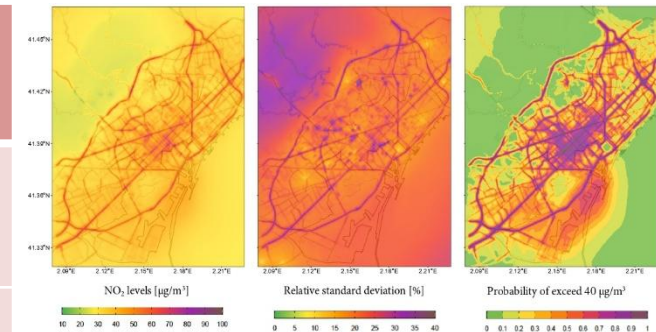 41.45°N
41.42°N
41.39°N
41.36°N
41.33°N
2.09°E 2.12°E 2.15°E 2.18°E 2.21°E
2.09°E 2.12°E 2.15°E 2.18°E 2.21°E
2.09°E 2.12°E 2.15°E 2.18°E 2.21°E
NO₂ levels [µg/m³]
Relative standard deviation [%]
Probability of exceed 40 µg/m³
10 20 30 40 50 60 70 80 90 100
0 5 10 15 20 25 30 35 40
0 0.1 0.2 0.3 0.4 0.5 0.6 0.7 0.8 0.9 1